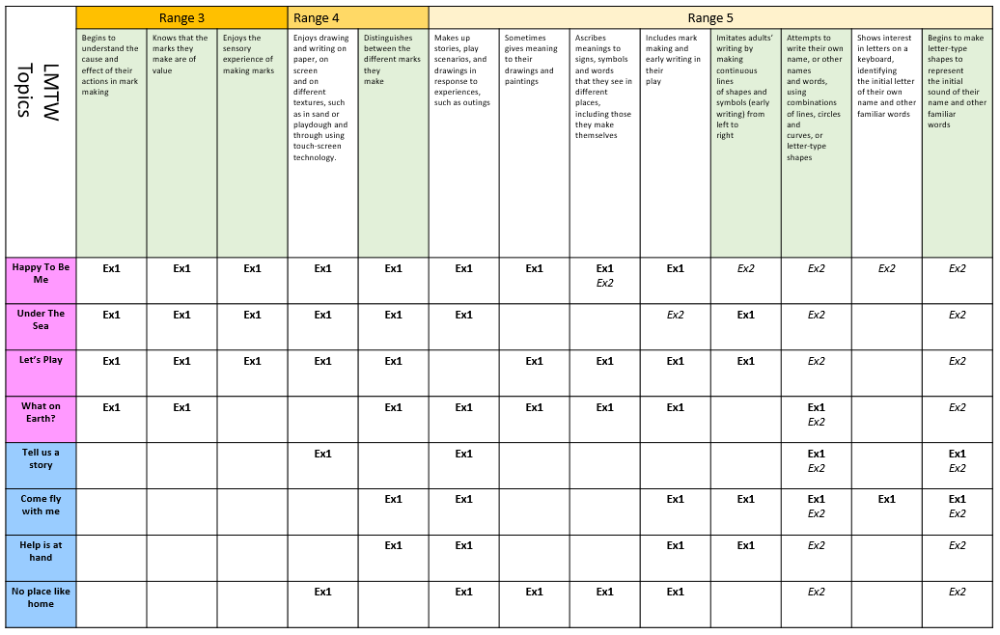 Range 3
Range 4
Range 5
LMTW
Topics
Begins to
understand the
cause and
effect of their
actions in mark
making
Knows that the
marks they
make are of
value
Enjoys the
sensory
experience of
making marks
Enjoys drawing
and writing on
paper, on
screen
and on
different
textures, such
as in sand or
playdough and
through using
touch-screen
technology.
Distinguishes
between the
different marks
they
make
Makes up
stories, play
scenarios, and
drawings in
response to
experiences,
such as outings
Sometimes
gives meaning
to their
drawings and
paintings
Ascribes
meanings to
signs, symbols
and words
that they see in
different
places,
including those
they make
themselves
Includes mark
making and
early writing in
their
play
Imitates adults'
writing by
making
continuous
lines
of shapes and
symbols (early
writing) from
left to
right
Attempts to
write their own
name, or other
names
and words,
using
combinations
of lines, circles
and
curves, or
letter-type
shapes
Shows interest
in letters on a
keyboard,
identifying
the initial letter
of their own
name and other
familiar words
Begins to make
letter-type
shapes to
represent
the initial
sound of their
name and other
familiar
words
Happy To Be
Me
Ex1 Ex1 Ex1 Ex1 Ex1 Ex1 Ex1 Ex1 Ex1 Ex2 Ex2 Ex2 Ex2
Ex2
Under The
Sea
Ex1 Ex1 Ex1 Ex1 Ex1 Ex1 Ex2 Ex1 Ex2 Ex2
Let's Play
Ex1 Ex1 Ex1 Ex1 Ex1 Ex1 Ex1 Ex1 Ex1 Ex2 Ex2
What on
Earth?
Ex1 Ex1 Ex1 Ex1 Ex1 Ex1 Ex1 Ex1 Ex2
Ex2
Tell us a
story
Ex1 Ex1 Ex1 Ex1
Ex2 Ex2
Come fly
with me
Ex1 Ex1 Ex1 Ex1 Ex1 Ex1 Ex1
Ex2 Ex2
Help is at
hand
Ex1 Ex1 Ex1 Ex1 Ex2 Ex2
No place like
home
Ex1 Ex1 Ex1 Ex1 Ex1 Ex2 Ex2